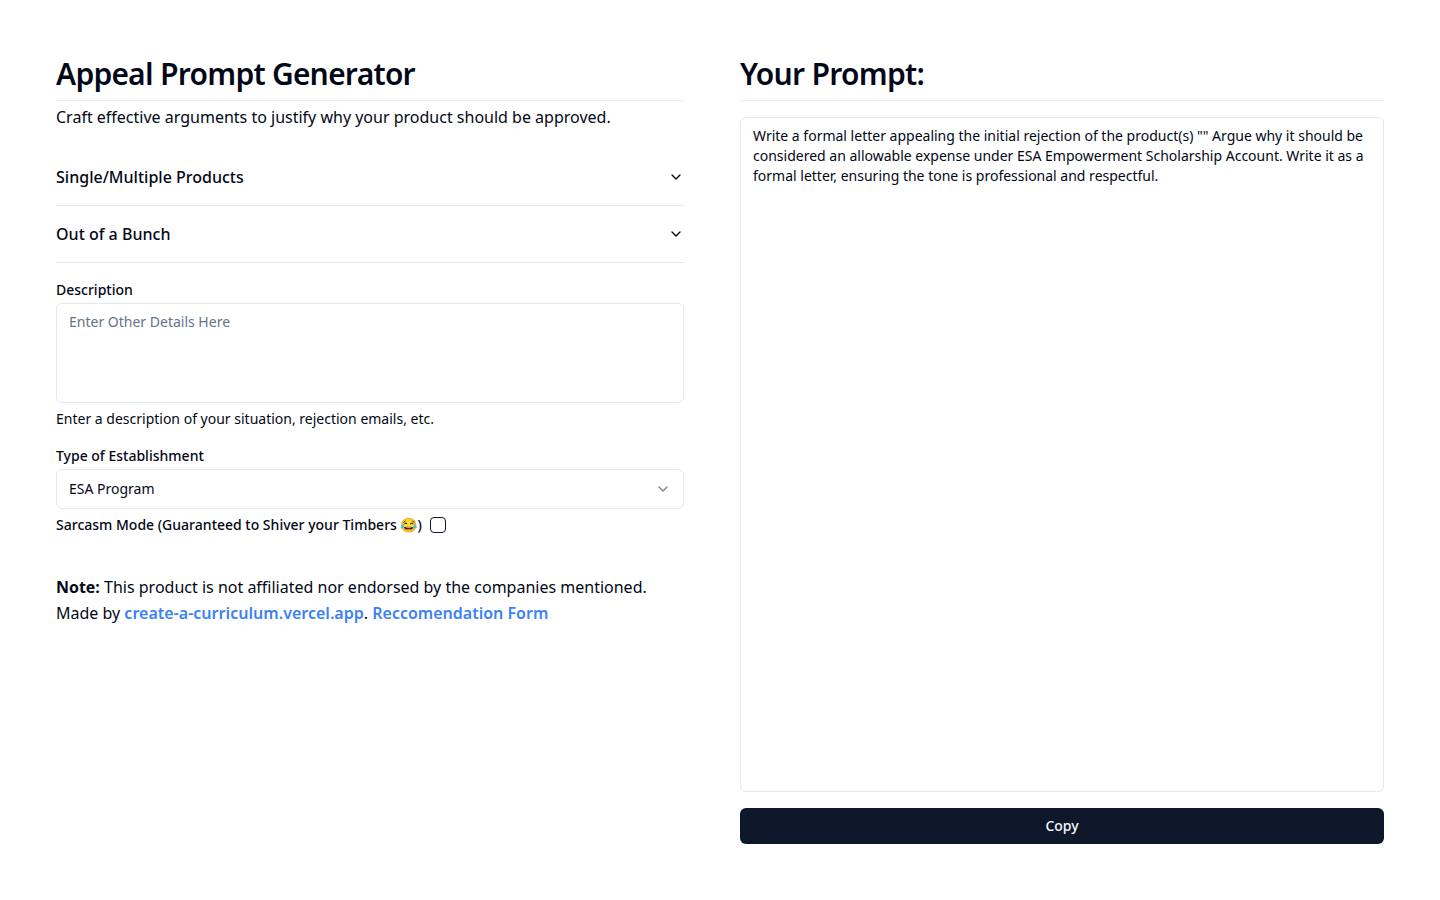 Appeal Prompt Generator
Craft effective arguments to justify why your product should be approved.
Single/Multiple Products
Out of a Bunch
Description
Enter Other Details Here
Enter a description of your situation, rejection emails, etc.
Type of Establishment
ESA Program
Sarcasm Mode (Guaranteed to Shiver your Timbers 😂)
Note: This product is not affiliated nor endorsed by the companies mentioned.
Made by create-a-curriculum.vercel.app. Reccomendation Form
Your Prompt:
Write a formal letter appealing the initial rejection of the product(s) "" Argue why it should be
considered an allowable expense under ESA Empowerment Scholarship Account. Write it as a
formal letter, ensuring the tone is professional and respectful.
Copy